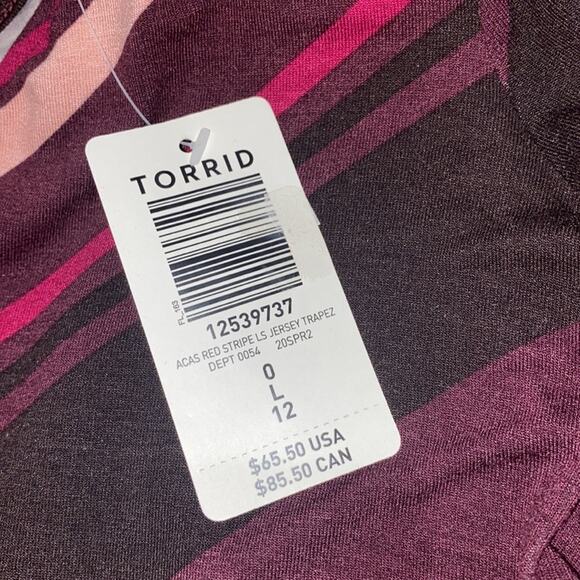 TORRID
FL_103
12539737
ACAS RED STRIPE LS JERSEY TRAPEZ
DEPT 0054 20SPR2
0
L
12
$65.50 USA
$85.50 CAN